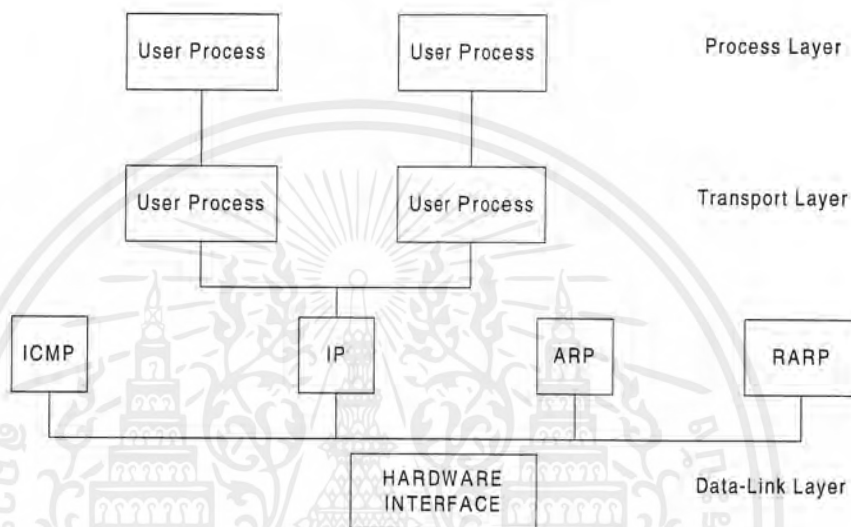 User Process User Process Process Layer
User Process User Process Transport Layer
ICMP IP ARP RARP
HARDWARE
INTERFACE
Data-Link Layer